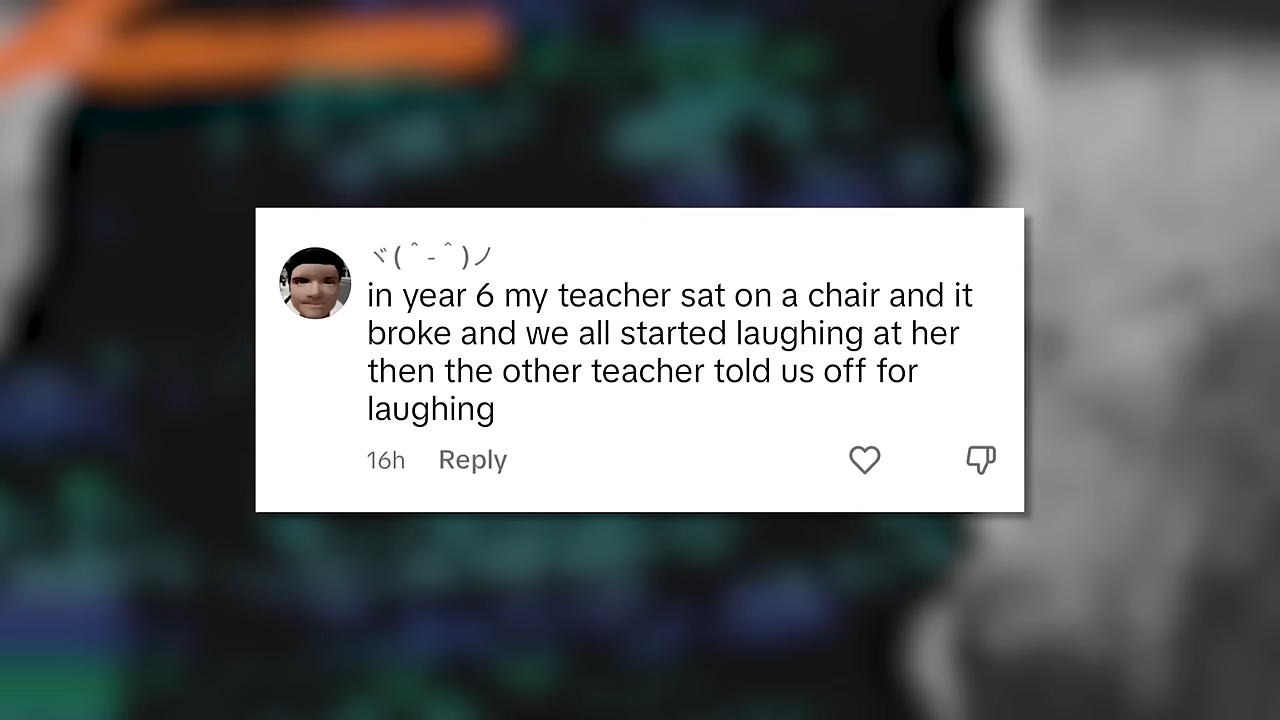 ヾ(＾-＾)ノ
in year 6 my teacher sat on a chair and it
broke and we all started laughing at her
then the other teacher told us off for
laughing
16h Reply